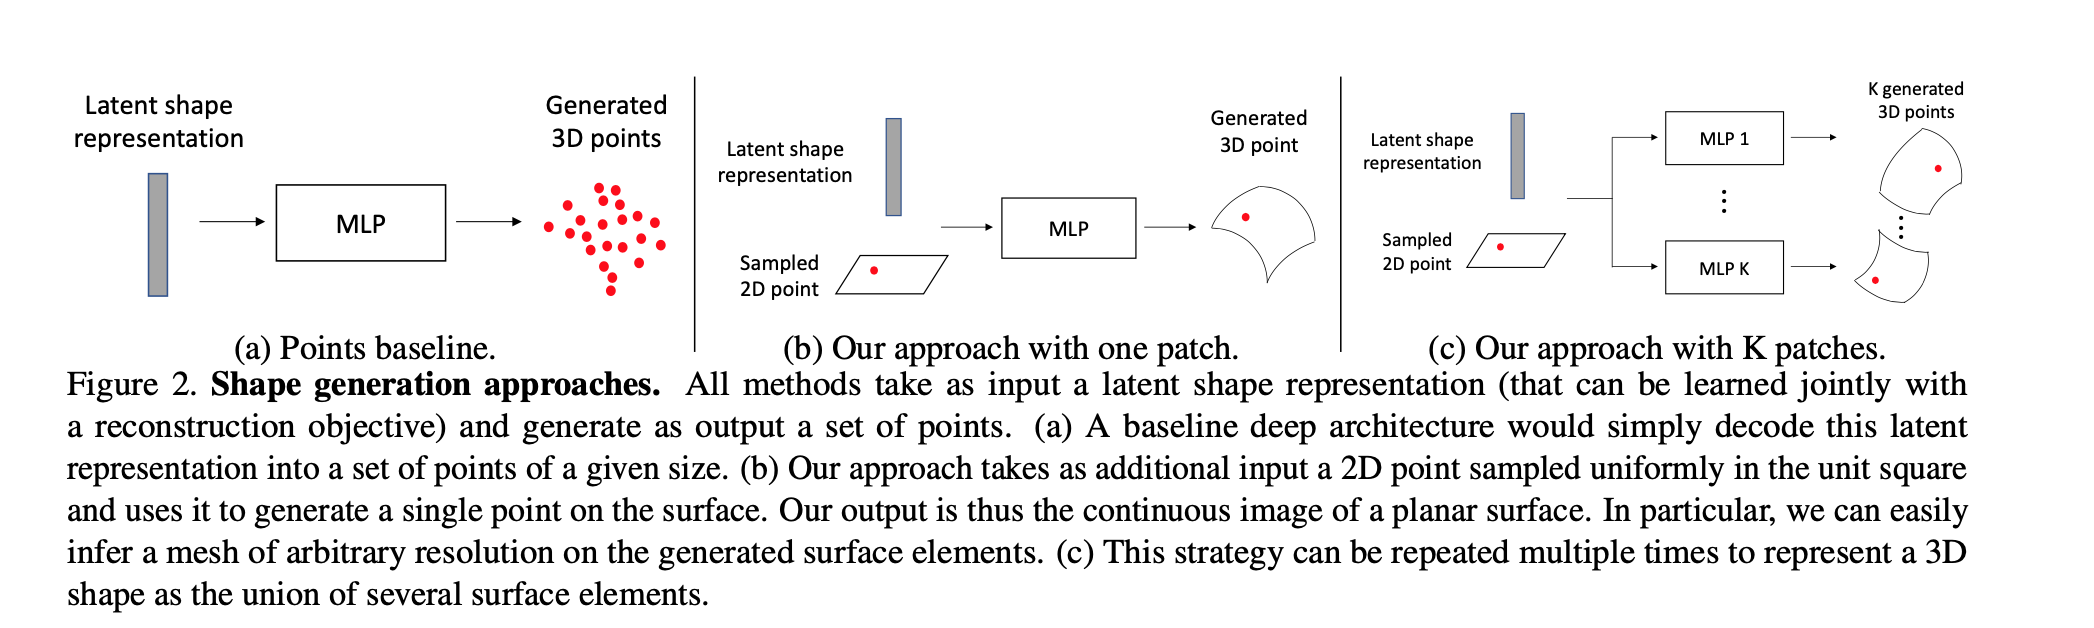 Latent shape
representation
MLP
Generated
3D points
(a) Points baseline.
Latent shape
representation
Sampled
2D point
MLP
Generated
3D point
(b) Our approach with one patch.
Latent shape
representation
Sampled
2D point
MLP 1
MLP K
K generated
3D points
(c) Our approach with K patches.
Figure 2. Shape generation approaches. All methods take as input a latent shape representation (that can be learned jointly with
a reconstruction objective) and generate as output a set of points. (a) A baseline deep architecture would simply decode this latent
representation into a set of points of a given size. (b) Our approach takes as additional input a 2D point sampled uniformly in the unit square
and uses it to generate a single point on the surface. Our output is thus the continuous image of a planar surface. In particular, we can easily
infer a mesh of arbitrary resolution on the generated surface elements. (c) This strategy can be repeated multiple times to represent a 3D
shape as the union of several surface elements.